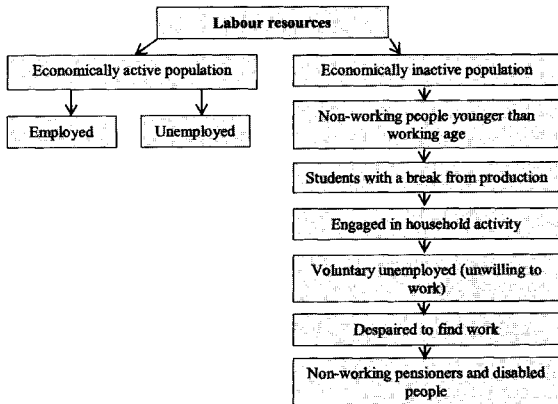 Labour resources
Economically active population
Employed
Unemployed
Economically inactive population
Non-working people younger than
working age
Students with a break from production
Engaged in household activity
Voluntary unemployed (unwilling to
work)
Despaired to find work
Non-working pensioners and disabled
people